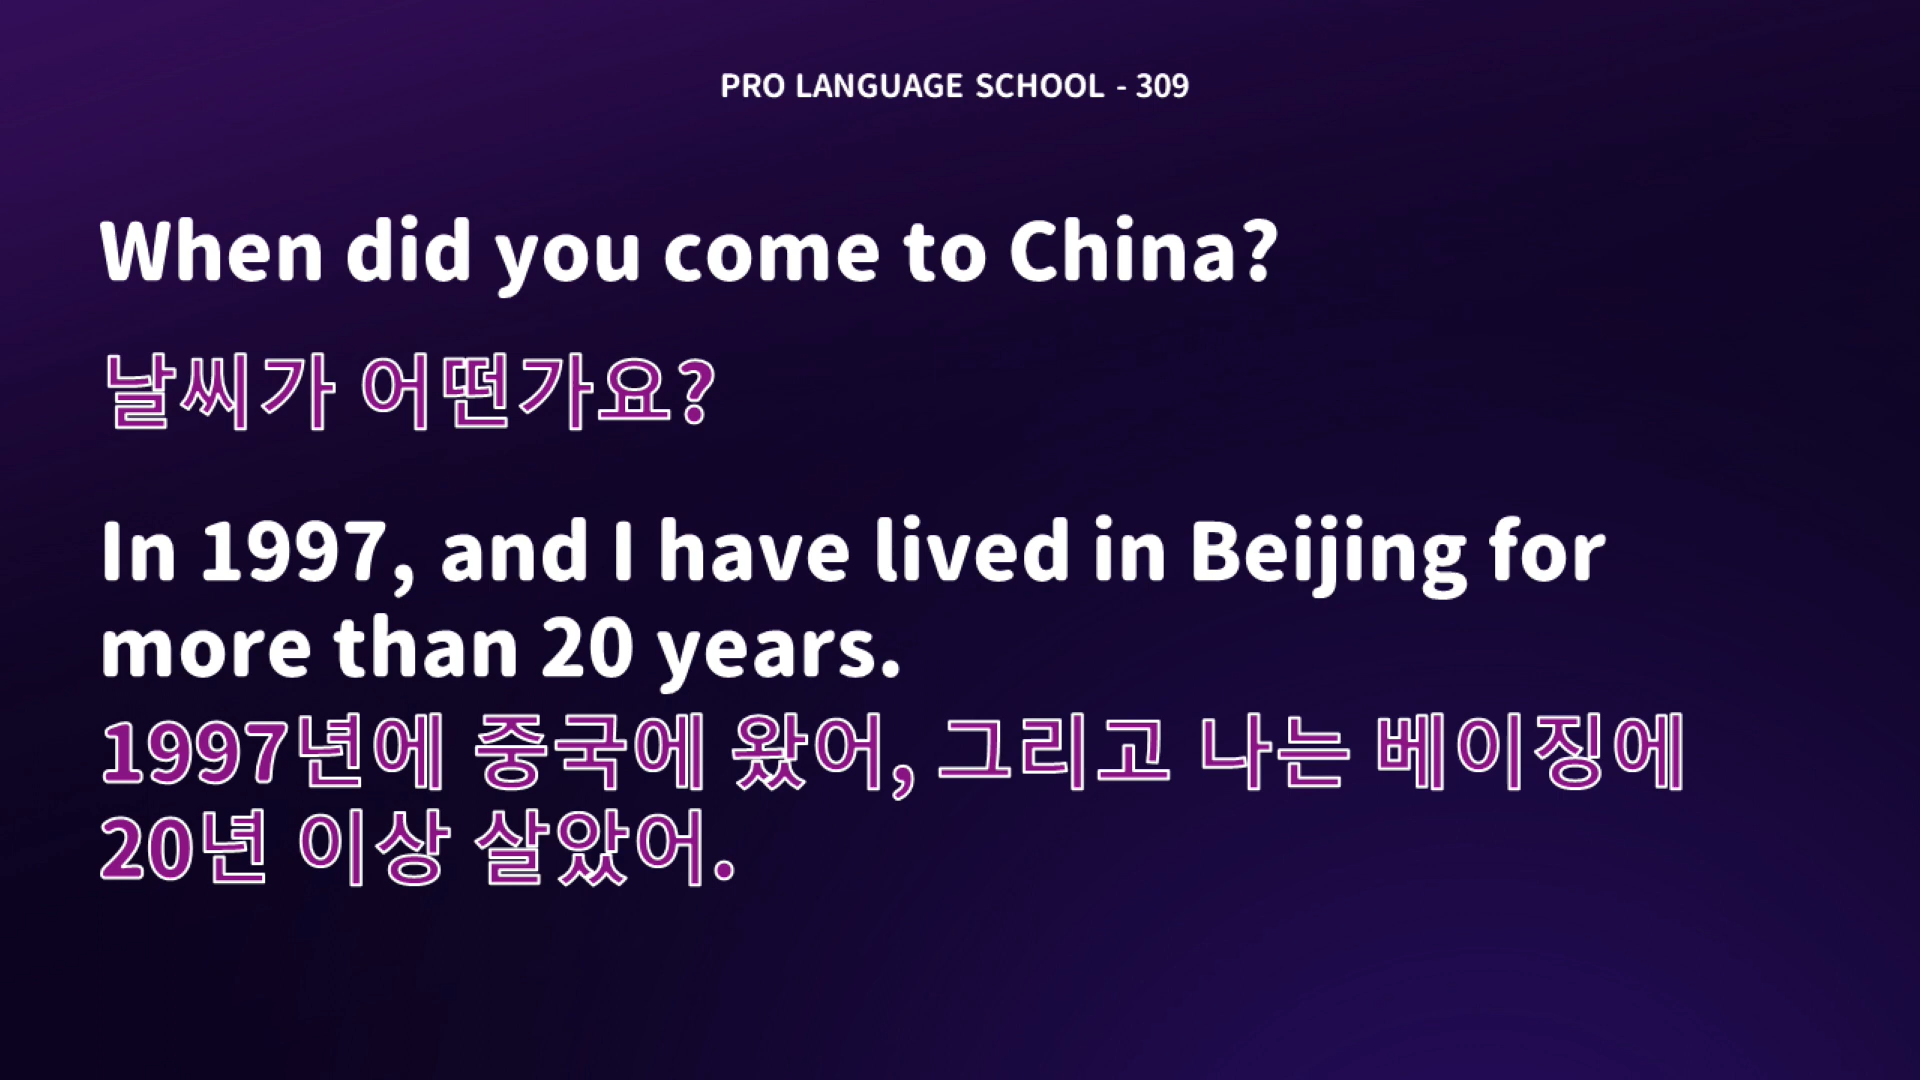 PRO LANGUAGE SCHOOL - 309
When did you come to China?
날씨가 어떤가요?
In 1997, and I have lived in Beijing for
more than 20 years.
1997년에 중국에 왔어, 그리고 나는 베이징에
20년 이상 살았어.